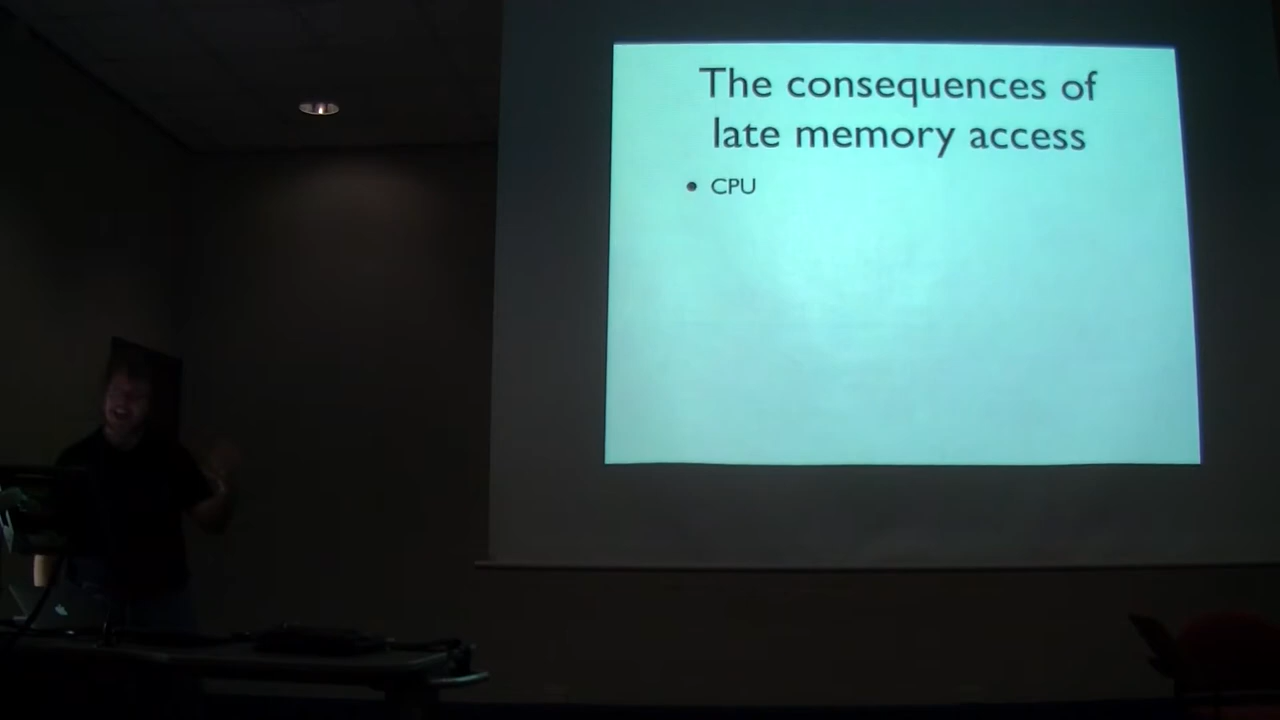 The consequences of
late memory access
• CPU